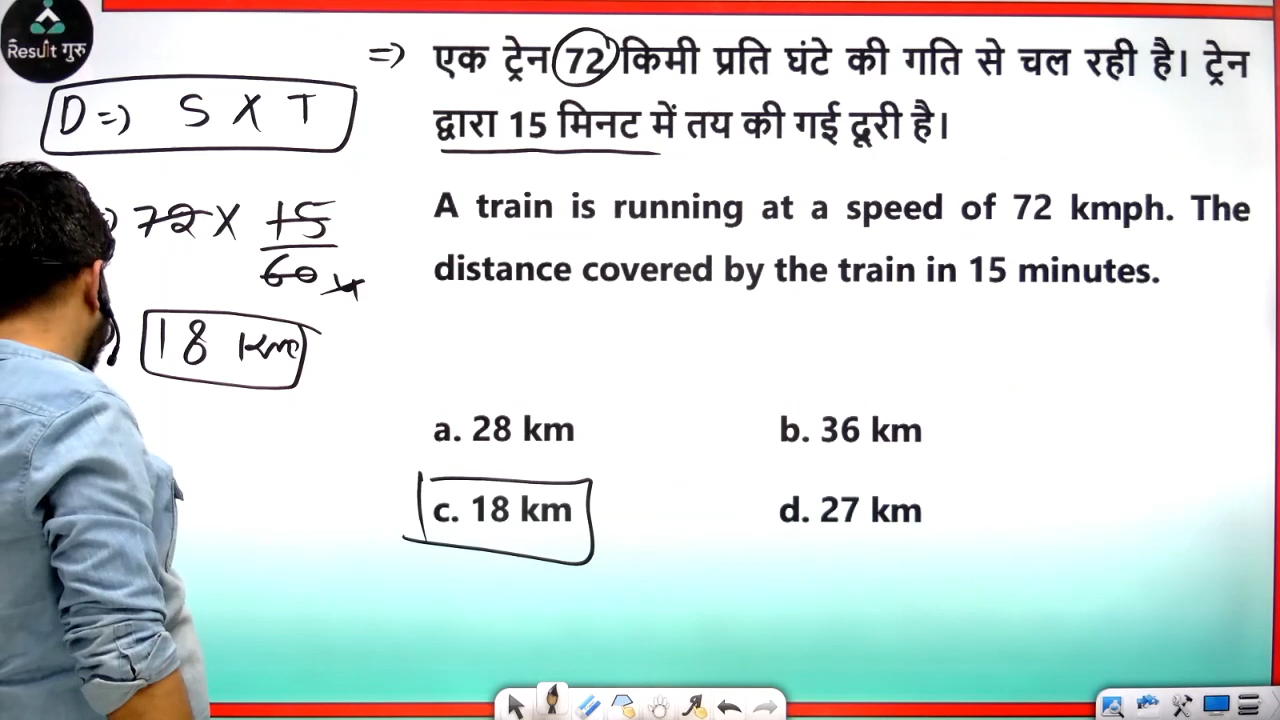 Result गुरु
=> एक ट्रेन 72 किमी प्रति घंटे की गति से चल रही है। ट्रेन
द्वारा 15 मिनट में तय की गई दूरी है।
D => S X T
72 X 15
60 4
18 km
A train is running at a speed of 72 kmph. The
distance covered by the train in 15 minutes.
a. 28 km
b. 36 km
c. 18 km
d. 27 km